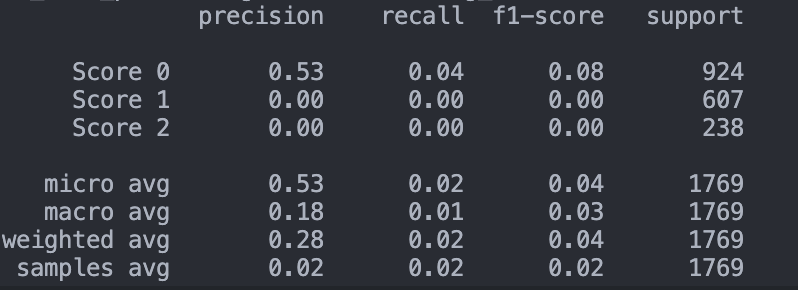 precision recall f1-score support
Score 0 0.53 0.04 0.08 924
Score 1 0.00 0.00 0.00 607
Score 2 0.00 0.00 0.00 238
micro avg 0.53 0.02 0.04 1769
macro avg 0.18 0.01 0.03 1769
weighted avg 0.28 0.02 0.04 1769
samples avg 0.02 0.02 0.02 1769